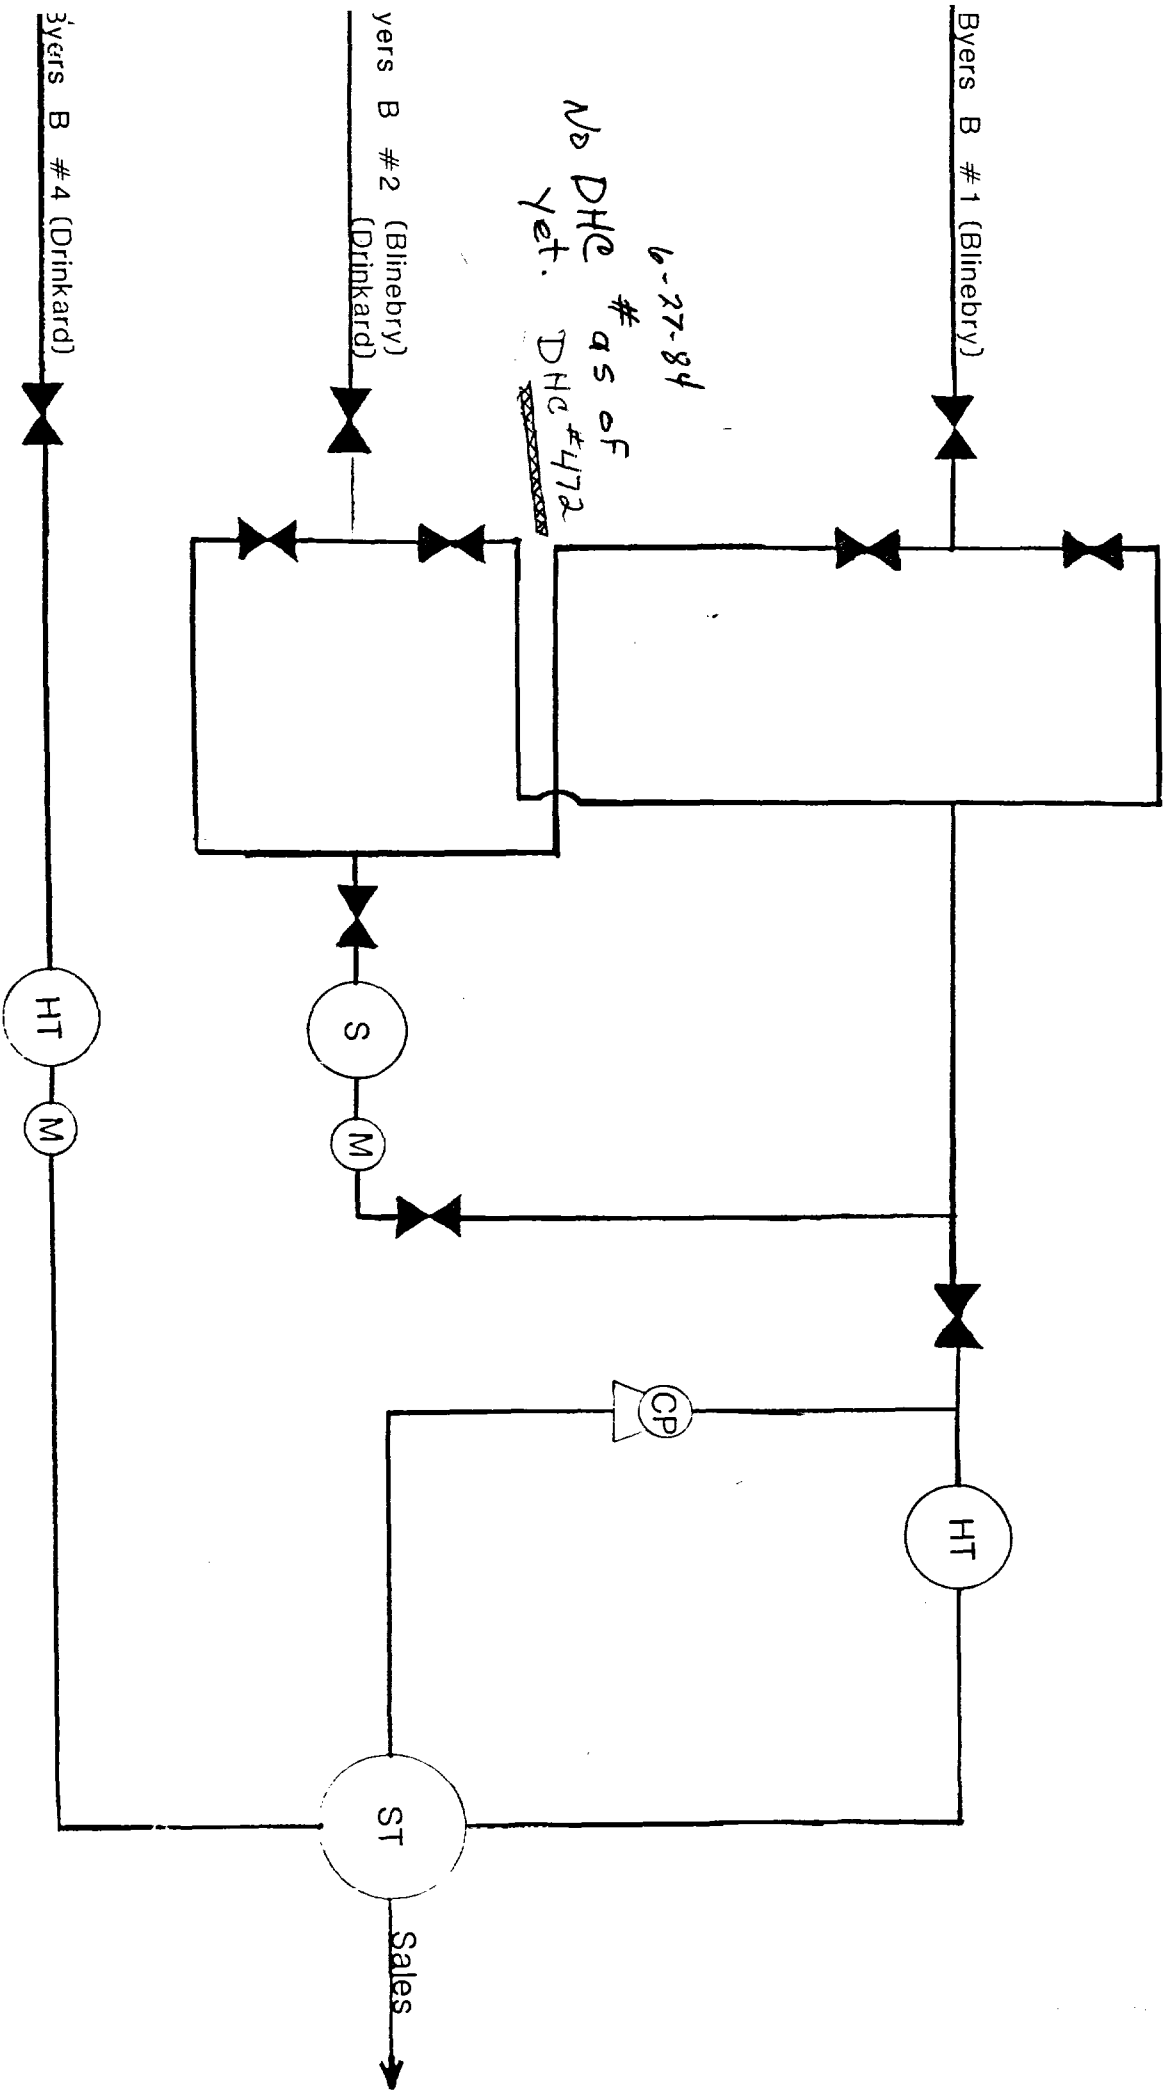 Byers B #1 (Blinebry)
6-27-84
No DHC # as of
yet. DHC #472
yers B #2 (Blinebry)
(Drinkard)
Byers B #4 (Drinkard)
HT
CP
S
M
HT
M
ST
Sales